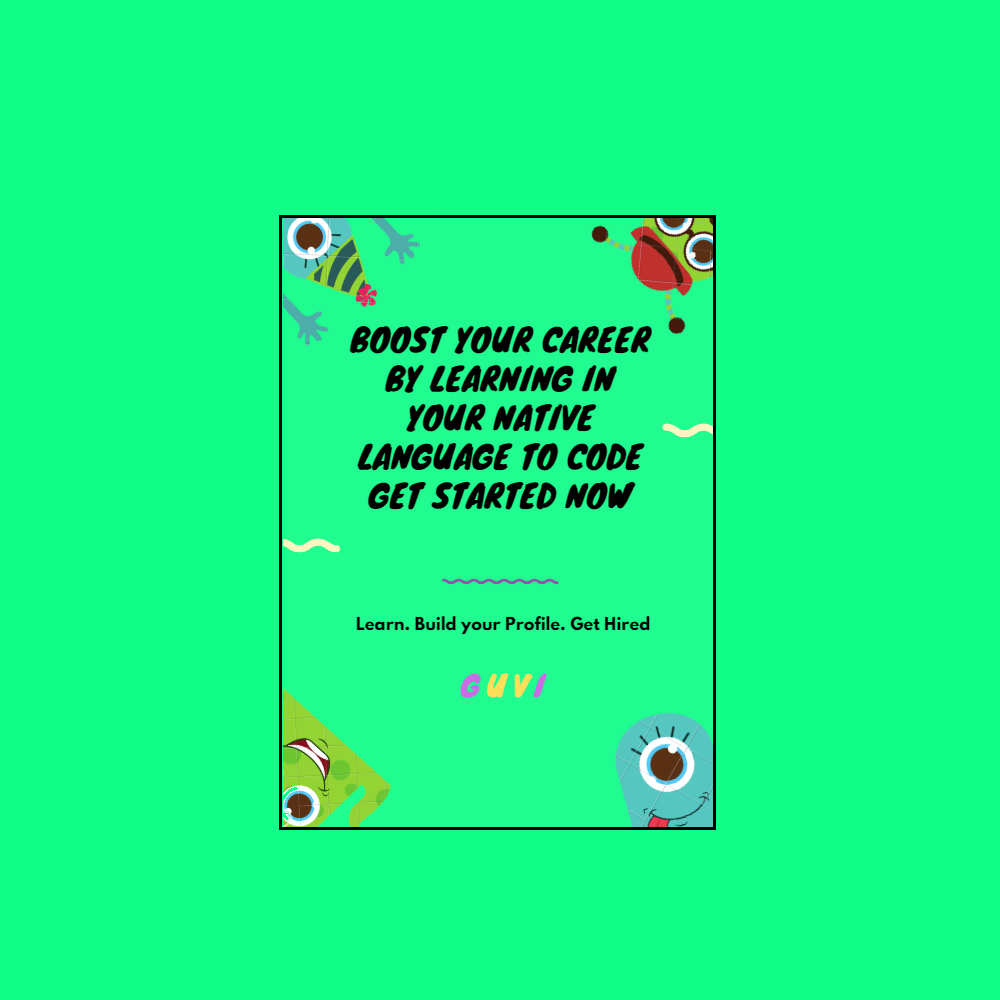 BOOST YOUR CAREER
BY LEARNING IN
YOUR NATIVE
LANGUAGE TO CODE
GET STARTED NOW
Learn. Build your Profile. Get Hired
GUVI